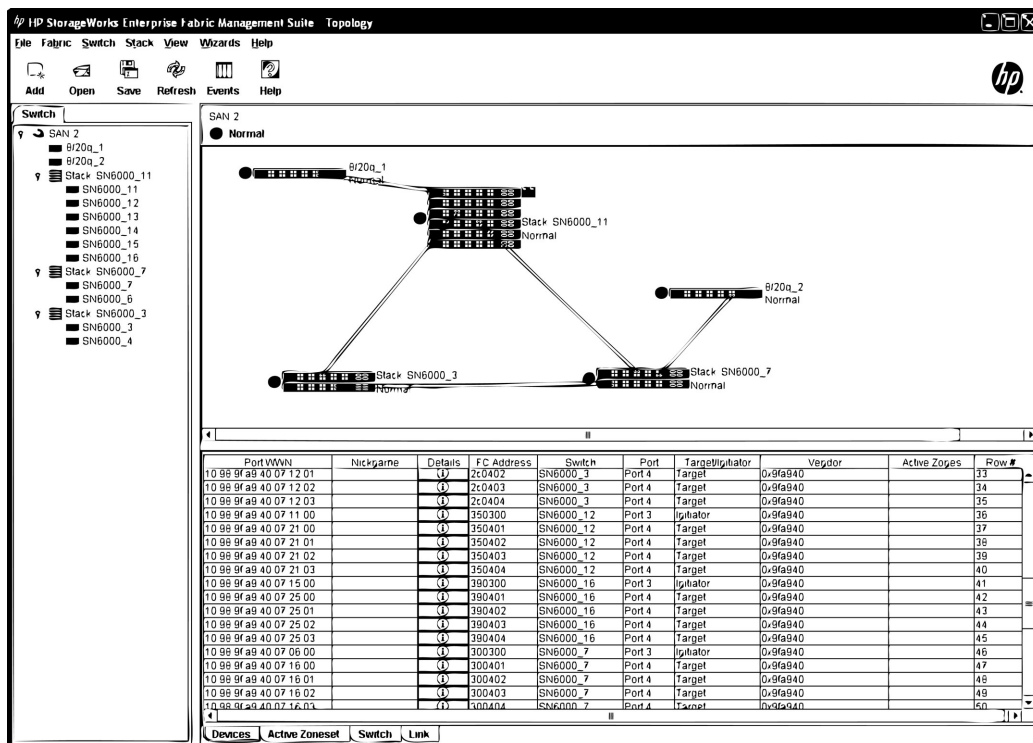 hp HP StorageWorks Enterprise Fabric Management Suite Topology
File Fabric Switch Stack View Wizards Help
Add Open Save Refresh Events Help
hp
Switch
SAN 2
8/20q_1
8/20q_2
Stack SN6000_11
SN6000_11
SN6000_12
SN6000_13
SN6000_14
SN6000_15
SN6000_16
Stack SN6000_7
SN6000_7
SN6000_6
Stack SN6000_3
SN6000_3
SN6000_4
SAN 2
Normal
8/20q_1
Normal
Stack SN6000_11
Normal
8/20q_2
Normal
Stack SN6000_3
Normal
Stack SN6000_7
Normal
Port WWN Nickname Details FC Address Switch Port Target/Initiator Vendor Active Zones Row #
10 98 9f a9 40 07 12 01 2c0402 SN6000_3 Port 4 Target 0x9fa940 33
10 98 9f a9 40 07 12 02 2c0403 SN6000_3 Port 4 Target 0x9fa940 34
10 98 9f a9 40 07 12 03 2c0404 SN6000_3 Port 4 Target 0x9fa940 35
10 98 9f a9 40 07 11 00 350300 SN6000_12 Port 3 Initiator 0x9fa940 36
10 98 9f a9 40 07 21 00 350401 SN6000_12 Port 4 Target 0x9fa940 37
10 98 9f a9 40 07 21 01 350402 SN6000_12 Port 4 Target 0x9fa940 38
10 98 9f a9 40 07 21 02 350403 SN6000_12 Port 4 Target 0x9fa940 39
10 98 9f a9 40 07 21 03 350404 SN6000_12 Port 4 Target 0x9fa940 40
10 98 9f a9 40 07 15 00 390300 SN6000_16 Port 3 Initiator 0x9fa940 41
10 98 9f a9 40 07 25 00 390401 SN6000_16 Port 4 Target 0x9fa940 42
10 98 9f a9 40 07 25 01 390402 SN6000_16 Port 4 Target 0x9fa940 43
10 98 9f a9 40 07 25 02 390403 SN6000_16 Port 4 Target 0x9fa940 44
10 98 9f a9 40 07 25 03 390404 SN6000_16 Port 4 Target 0x9fa940 45
10 98 9f a9 40 07 06 00 300300 SN6000_7 Port 3 Initiator 0x9fa940 46
10 98 9f a9 40 07 16 00 300401 SN6000_7 Port 4 Target 0x9fa940 47
10 98 9f a9 40 07 16 01 300402 SN6000_7 Port 4 Target 0x9fa940 48
10 98 9f a9 40 07 16 02 300403 SN6000_7 Port 4 Target 0x9fa940 49
10 98 9f a9 40 07 16 03 300404 SN6000_7 Port 4 Target 0x9fa940 50
Devices Active Zoneset Switch Link